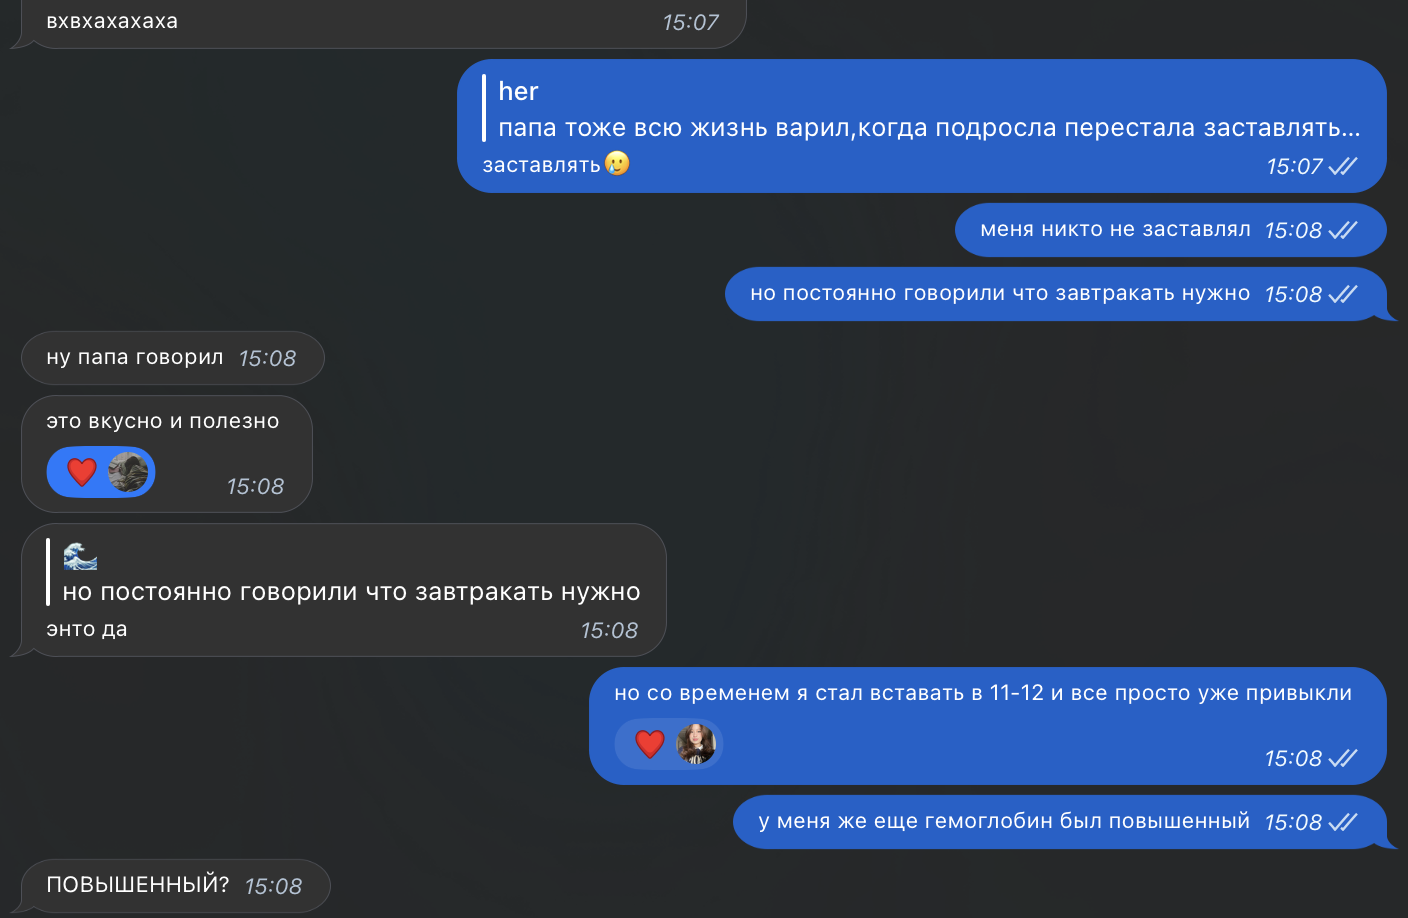 вхвхахахаха 15:07
her
папа тоже всю жизнь варил,когда подросла перестала заставлять...
заставлять🥲 15:07
меня никто не заставлял 15:08
но постоянно говорили что завтракать нужно 15:08
ну папа говорил 15:08
это вкусно и полезно
15:08
🌊
но постоянно говорили что завтракать нужно
энто да 15:08
но со временем я стал вставать в 11-12 и все просто уже привыкли
15:08
у меня же еще гемоглобин был повышенный 15:08
ПОВЫШЕННЫЙ? 15:08